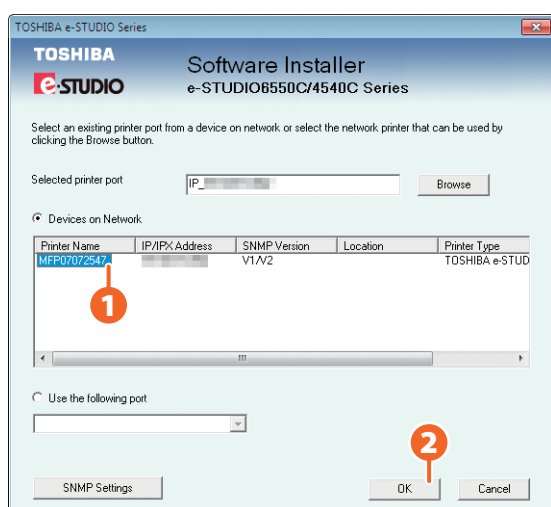 TOSHIBA e-STUDIO Series
TOSHIBA
e-STUDIO
Software Installer
e-STUDIO6550C/4540C Series
Select an existing printer port from a device on network or select the network printer that can be used by
clicking the Browse button.
Selected printer port IP_ Browse
Devices on Network
Printer Name IP/IPX Address SNMP Version Location Printer Type
MFP07072547 V1/V2 TOSHIBA e-STUD
1
Use the following port
2
SNMP Settings OK Cancel